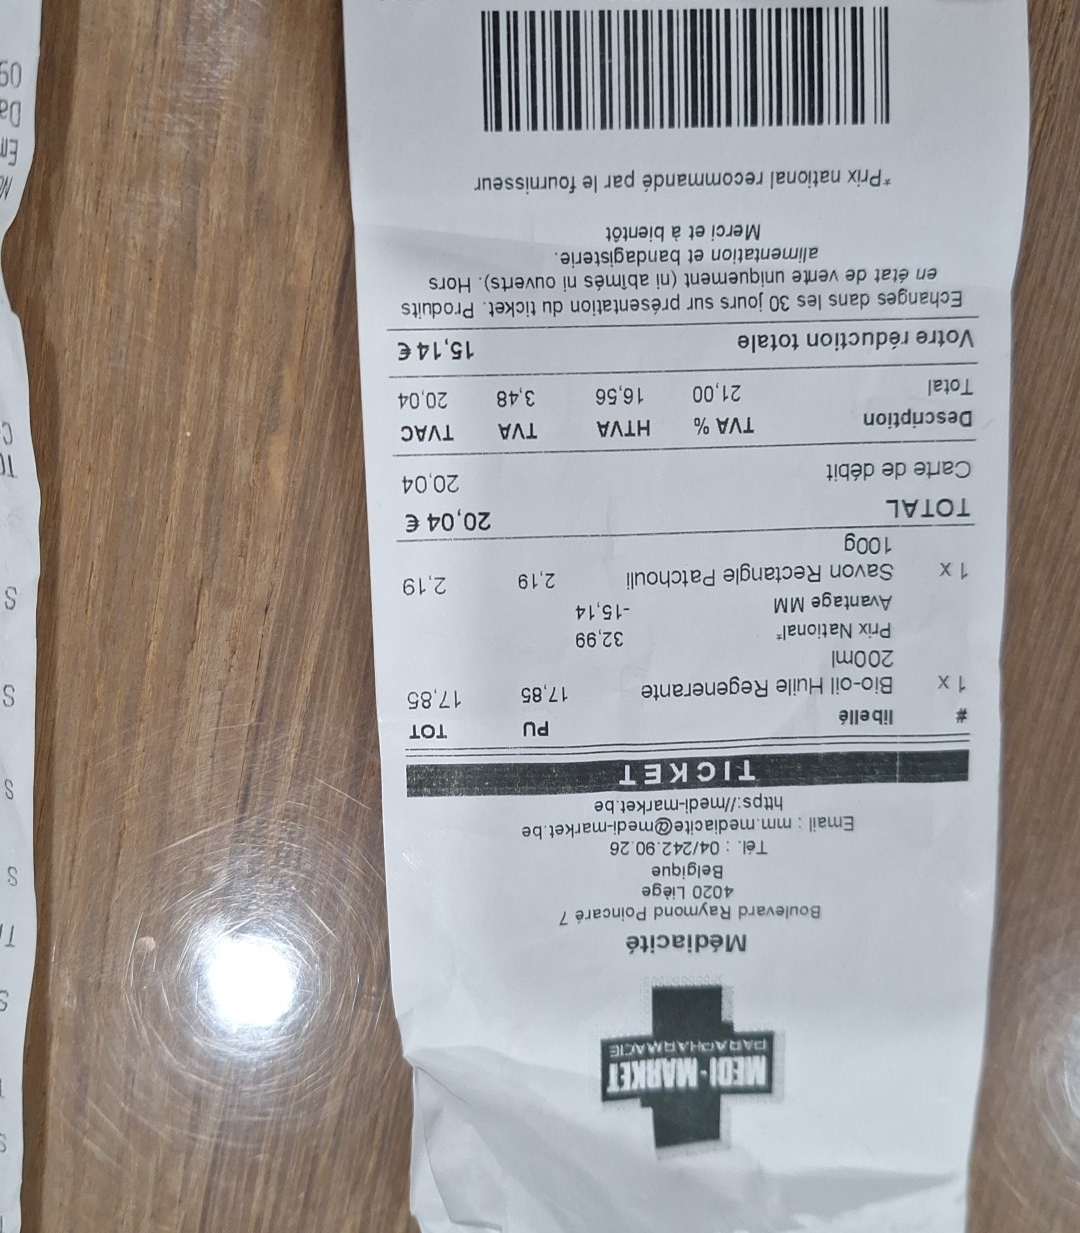 MEDI-MARKET
PARAPHARMACIE
Médiacité
Boulevard Raymond Poincaré 7
4020 Liège
Belgique
Tél. : 04/242.90.26
Email : mm.mediacite@medi-market.be
https://medi-market.be
TICKET
# libellé PU TOT
1 x Bio-oil Huile Regenerante 17,85 17,85
200ml
Prix National* 32,99
Avantage MM -15,14
1 x Savon Rectangle Patchouli 2,19 2,19
100g
TOTAL 20,04 €
Carte de débit 20,04
Description TVA % HTVA TVA TVAC
Total 21,00 16,56 3,48 20,04
Votre réduction totale 15,14 €
Echanges dans les 30 jours sur présentation du ticket. Produits
en état de vente uniquement (ni abîmés ni ouverts). Hors
alimentation et bandagisterie.
Merci et à bientôt
*Prix national recommandé par le fournisseur